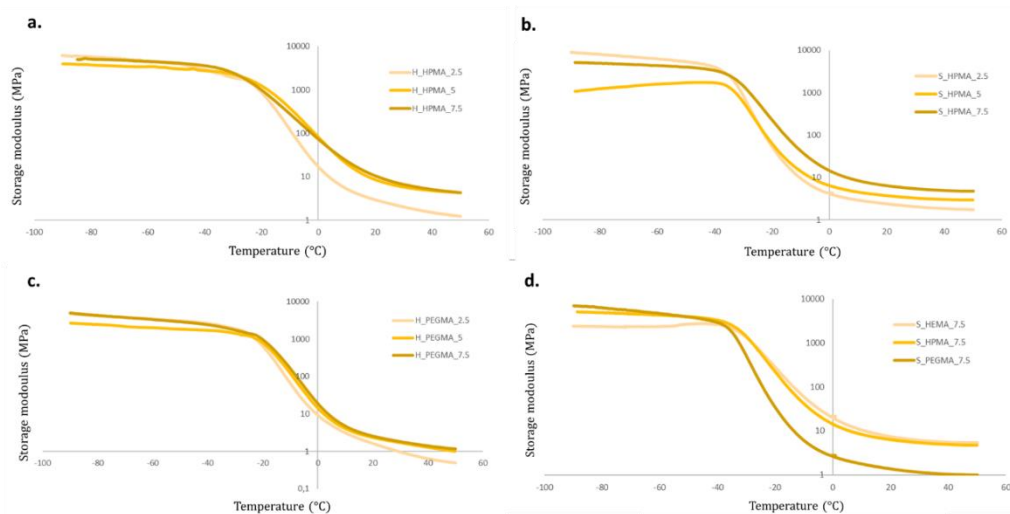 a.
10000
1000
100
10
1
-100
-80
-60
-40
-20
0
20
40
60
Storage modoulus (MPa)
Temperature (°C)
H_HPMA_2.5
H_HPMA_5
H_HPMA_7.5
b.
10000
1000
100
10
1
-100
-80
-60
-40
-20
0
20
40
60
Storage modoulus (MPa)
Temperature (°C)
S_HPMA_2.5
S_HPMA_5
S_HPMA_7.5
c.
10000
1000
100
10
1
0,1
-100
-80
-60
-40
-20
0
20
40
60
Storage modoulus (MPa)
Temperature (°C)
H_PEGMA_2.5
H_PEGMA_5
H_PEGMA_7.5
d.
10000
1000
100
10
1
-100
-80
-60
-40
-20
0
20
40
60
Storage modoulus (MPa)
Temperature (°C)
S_HEMA_7.5
S_HPMA_7.5
S_PEGMA_7.5